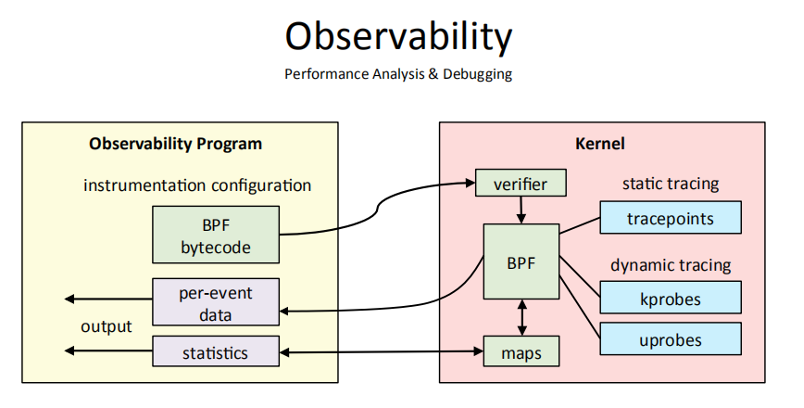 Observability
Performance Analysis & Debugging
Observability Program
instrumentation configuration
BPF
bytecode
per-event
data
output
statistics
Kernel
verifier
static tracing
tracepoints
BPF
dynamic tracing
kprobes
uprobes
maps